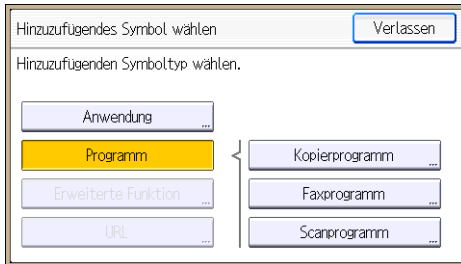 Hinzuzufügendes Symbol wählen
Verlassen
Hinzuzufügenden Symboltyp wählen.
Anwendung
Programm
Kopierprogramm
Erweiterte Funktion
Faxprogramm
URL
Scanprogramm